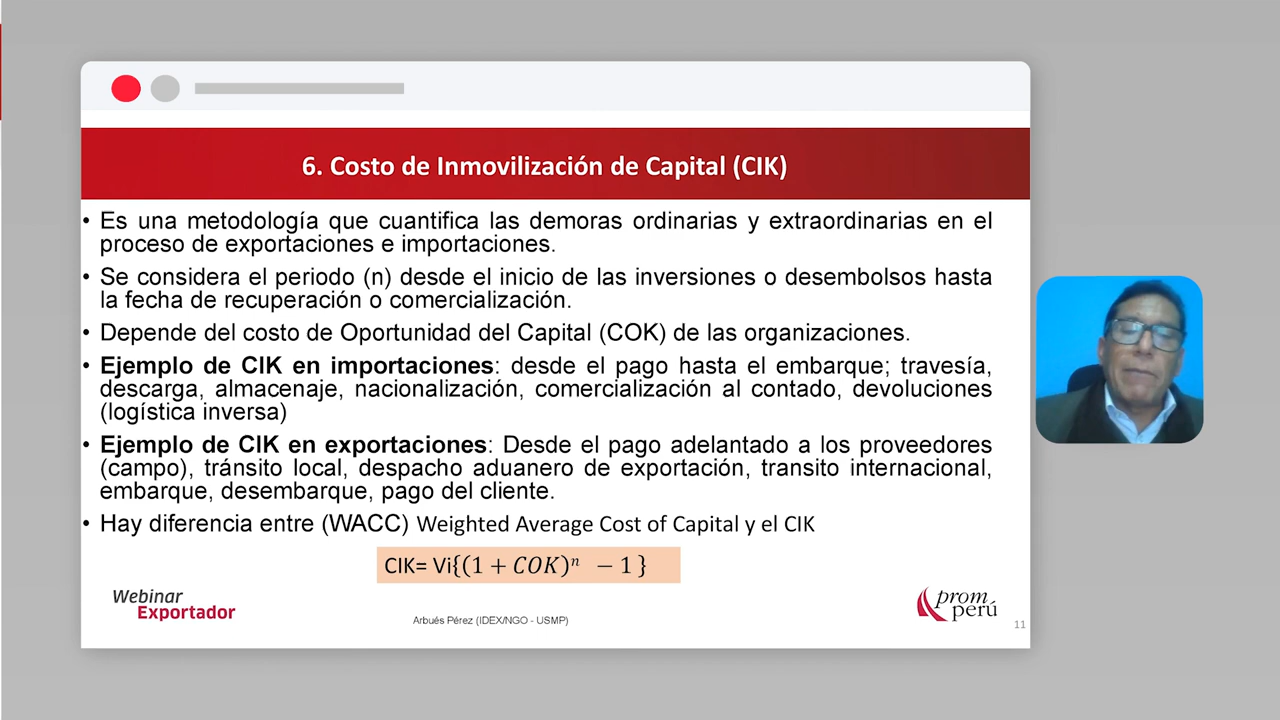 6. Costo de Inmovilización de Capital (CIK)
• Es una metodología que cuantifica las demoras ordinarias y extraordinarias en el
proceso de exportaciones e importaciones.
• Se considera el periodo (n) desde el inicio de las inversiones o desembolsos hasta
la fecha de recuperación o comercialización.
• Depende del costo de Oportunidad del Capital (COK) de las organizaciones.
• Ejemplo de CIK en importaciones: desde el pago hasta el embarque; travesía,
descarga, almacenaje, nacionalización, comercialización al contado, devoluciones
(logística inversa)
• Ejemplo de CIK en exportaciones: Desde el pago adelantado a los proveedores
(campo), tránsito local, despacho aduanero de exportación, transito internacional,
embarque, desembarque, pago del cliente.
• Hay diferencia entre (WACC) Weighted Average Cost of Capital y el CIK
CIK= Vi{(1 + COK)ⁿ − 1 }
Webinar
Exportador
Arbués Pérez (IDEX/NGO - USMP)
prom
perú
11